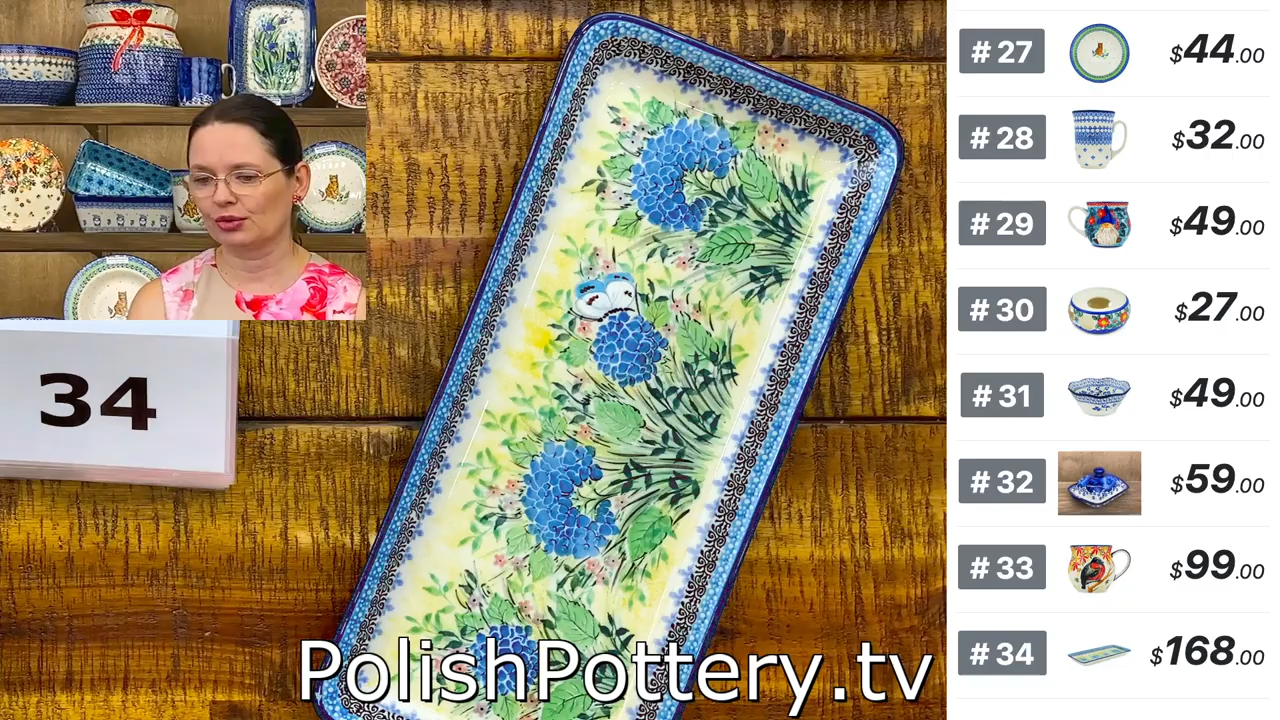 34
PolishPottery.tv
# 27 $44.00
# 28 $32.00
# 29 $49.00
# 30 $27.00
# 31 $49.00
# 32 $59.00
# 33 $99.00
# 34 $168.00